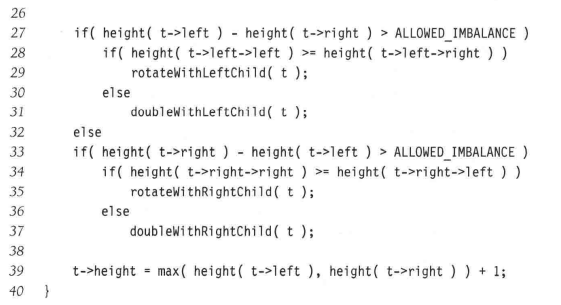 26
27 if( height( t->left ) - height( t->right ) > ALLOWED_IMBALANCE )
28 if( height( t->left->left ) >= height( t->left->right ) )
29 rotateWithLeftChild( t );
30 else
31 doubleWithLeftChild( t );
32 else
33 if( height( t->right ) - height( t->left ) > ALLOWED_IMBALANCE )
34 if( height( t->right->right ) >= height( t->right->left ) )
35 rotateWithRightChild( t );
36 else
37 doubleWithRightChild( t );
38
39 t->height = max( height( t->left ), height( t->right ) ) + 1;
40 }